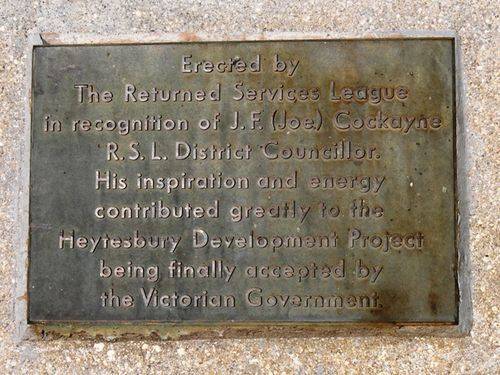 Erected by
The Returned Services League
in recognition of J.F. (Joe) Cockayne
R.S.L. District Councillor.
His inspiration and energy
contributed greatly to the
Heytesbury Development Project
being finally accepted by
the Victorian Government.